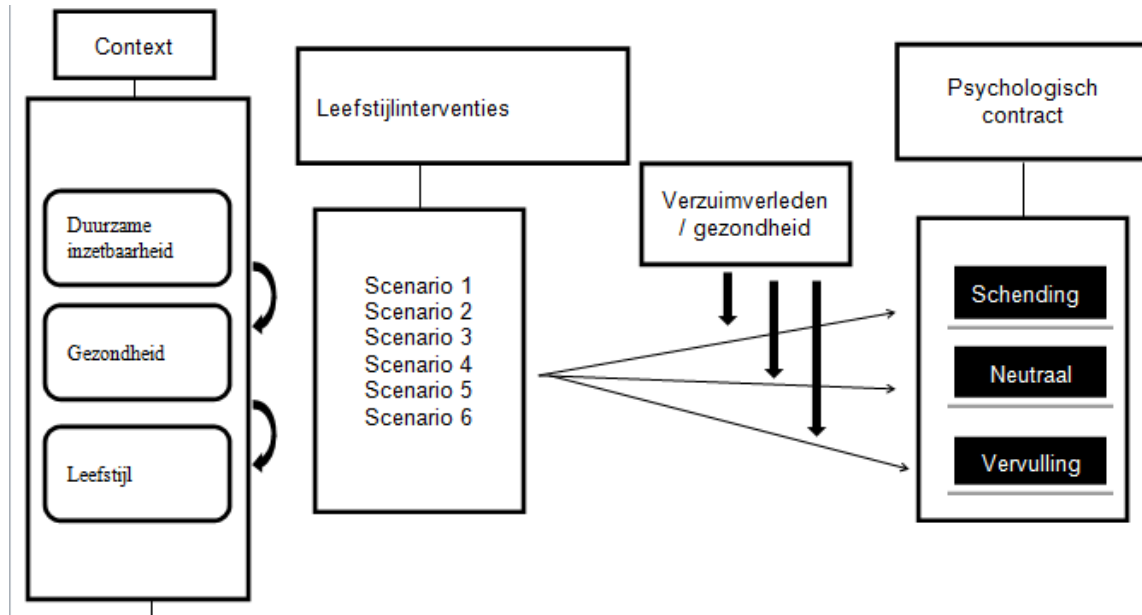 Context
Duurzame
inzetbaarheid
Gezondheid
Leefstijl
Leefstijlinterventies
Scenario 1
Scenario 2
Scenario 3
Scenario 4
Scenario 5
Scenario 6
Verzuimverleden
/ gezondheid
Psychologisch
contract
Schending
Neutraal
Vervulling